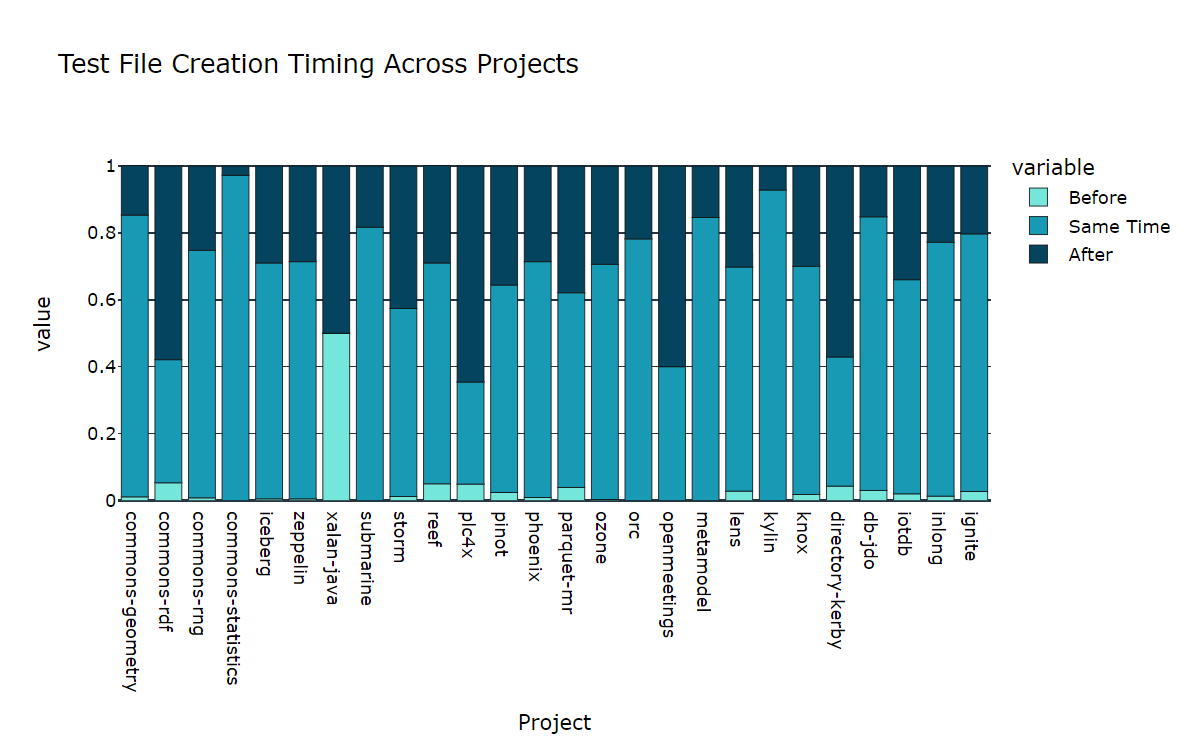 Test File Creation Timing Across Projects
value
1
0.8
0.6
0.4
0.2
0
commons-geometry
commons-rdf
commons-rng
commons-statistics
iceberg
zeppelin
xalan-java
submarine
storm
reef
plc4x
pinot
phoenix
parquet-mr
ozone
orc
openmeetings
metamodel
lens
kylin
knox
directory-kerby
db-jdo
iotdb
inlong
ignite
Project
variable
Before
Same Time
After